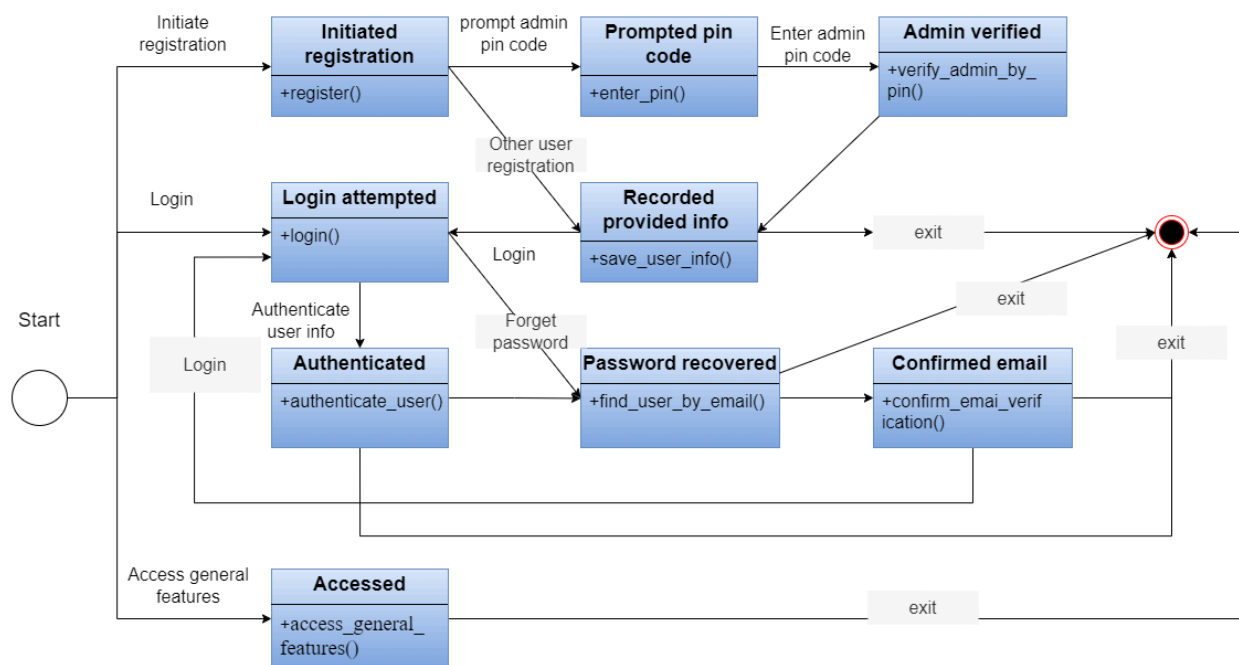 Initiate
registration
Initiated
registration
+register()
prompt admin
pin code
Prompted pin
code
+enter_pin()
Enter admin
pin code
Admin verified
+verify_admin_by_
pin()
Other user
registration
Login
Login attempted
+login()
Login
Recorded
provided info
+save_user_info()
exit
Start
Login
Authenticate
user info
Forget
password
exit
exit
Authenticated
+authenticate_user()
Password recovered
+find_user_by_email()
Confirmed email
+confirm_emai_verif
ication()
Access general
features
Accessed
+access_general_
features()
exit